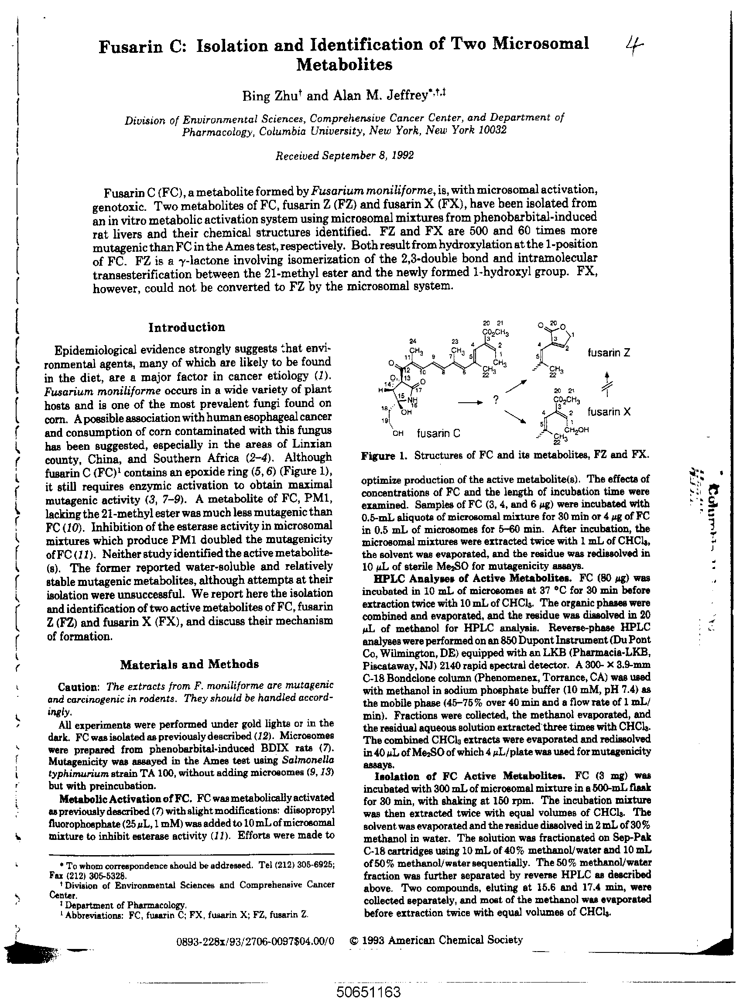 Fusarin C: Isolation and Identification of Two Microsomal
Metabolites
4
Bing Zhu† and Alan M. Jeffrey*,†,‡
Division of Environmental Sciences, Comprehensive Cancer Center, and Department of
Pharmacology, Columbia University, New York, New York 10032
Received September 8, 1992
Fusarin C (FC), a metabolite formed by Fusarium moniliforme, is, with microsomal activation,
genotoxic. Two metabolites of FC, fusarin Z (FZ) and fusarin X (FX), have been isolated from
an in vitro metabolic activation system using microsomal mixtures from phenobarbital-induced
rat livers and their chemical structures identified. FZ and FX are 500 and 60 times more
mutagenic than FC in the Ames test, respectively. Both result from hydroxylation at the 1-position
of FC. FZ is a γ-lactone involving isomerization of the 2,3-double bond and intramolecular
transesterification between the 21-methyl ester and the newly formed 1-hydroxyl group. FX,
however, could not be converted to FZ by the microsomal system.
Introduction
Epidemiological evidence strongly suggests that envi-
ronmental agents, many of which are likely to be found
in the diet, are a major factor in cancer etiology (1).
Fusarium moniliforme occurs in a wide variety of plant
hosts and is one of the most prevalent fungi found on
corn. A possible association with human esophageal cancer
and consumption of corn contaminated with this fungus
has been suggested, especially in the areas of Linxian
county, China, and Southern Africa (2–4). Although
fusarin C (FC)1 contains an epoxide ring (5, 6) (Figure 1),
it still requires enzymic activation to obtain maximal
mutagenic activity (3, 7–9). A metabolite of FC, PM1,
lacking the 21-methyl ester was much less mutagenic than
FC (10). Inhibition of the esterase activity in microsomal
mixtures which produce PM1 doubled the mutagenicity
of FC (11). Neither study identified the active metabolite-
(s). The former reported water-soluble and relatively
stable mutagenic metabolites, although attempts at their
isolation were unsuccessful. We report here the isolation
and identification of two active metabolites of FC, fusarin
Z (FZ) and fusarin X (FX), and discuss their mechanism
of formation.
Materials and Methods
Caution: The extracts from F. moniliforme are mutagenic
and carcinogenic in rodents. They should be handled accord-
ingly.
All experiments were performed under gold lights or in the
dark. FC was isolated as previously described (12). Microsomes
were prepared from phenobarbital-induced BDIX rats (7).
Mutagenicity was assayed in the Ames test using Salmonella
typhimurium strain TA 100, without adding microsomes (9, 13)
but with preincubation.
Metabolic Activation of FC. FC was metabolically activated
as previously described (7) with slight modifications: diisopropyl
fluorophosphate (25 μL, 1 mM) was added to 10 mL of microsomal
mixture to inhibit esterase activity (11). Efforts were made to
* To whom correspondence should be addressed. Tel (212) 305-6925;
Fax (212) 305-5328.
† Division of Environmental Sciences and Comprehensive Cancer
Center.
‡ Department of Pharmacology.
1 Abbreviations: FC, fusarin C; FX, fusarin X; FZ, fusarin Z.
fusarin Z
fusarin X
fusarin C
?
Figure 1. Structures of FC and its metabolites, FZ and FX.
optimize production of the active metabolite(s). The effects of
concentrations of FC and the length of incubation time were
examined. Samples of FC (3, 4, and 6 μg) were incubated with
0.5-mL aliquots of microsomal mixture for 30 min or 4 μg of FC
in 0.5 mL of microsomes for 5–60 min. After incubation, the
microsomal mixtures were extracted twice with 1 mL of CHCl3,
the solvent was evaporated, and the residue was redissolved in
10 μL of sterile Me2SO for mutagenicity assays.
HPLC Analyses of Active Metabolites. FC (80 μg) was
incubated in 10 mL of microsomes at 37 °C for 30 min before
extraction twice with 10 mL of CHCl3. The organic phases were
combined and evaporated, and the residue was dissolved in 20
μL of methanol for HPLC analysis. Reverse-phase HPLC
analyses were performed on an 850 Dupont Instrument (Du Pont
Co, Wilmington, DE) equipped with an LKB (Pharmacia-LKB,
Piscataway, NJ) 2140 rapid spectral detector. A 300- × 3.9-mm
C-18 Bondclone column (Phenomenex, Torrance, CA) was used
with methanol in sodium phosphate buffer (10 mM, pH 7.4) as
the mobile phase (45–75% over 40 min and a flow rate of 1 mL/
min). Fractions were collected, the methanol evaporated, and
the residual aqueous solution extracted three times with CHCl3.
The combined CHCl3 extracts were evaporated and redissolved
in 40 μL of Me2SO of which 4 μL/plate was used for mutagenicity
assays.
Isolation of FC Active Metabolites. FC (3 mg) was
incubated with 300 mL of microsomal mixture in a 500-mL flask
for 30 min, with shaking at 150 rpm. The incubation mixture
was then extracted twice with equal volumes of CHCl3. The
solvent was evaporated and the residue dissolved in 2 mL of 30%
methanol in water. The solution was fractionated on Sep-Pak
C-18 cartridges using 10 mL of 40% methanol/water and 10 mL
of 50% methanol/water sequentially. The 50% methanol/water
fraction was further separated by reverse HPLC as described
above. Two compounds, eluting at 15.6 and 17.4 min, were
collected separately, and most of the methanol was evaporated
before extraction twice with equal volumes of CHCl3.
0893-228x/93/2706-0097$04.00/0 © 1993 American Chemical Society
50651163